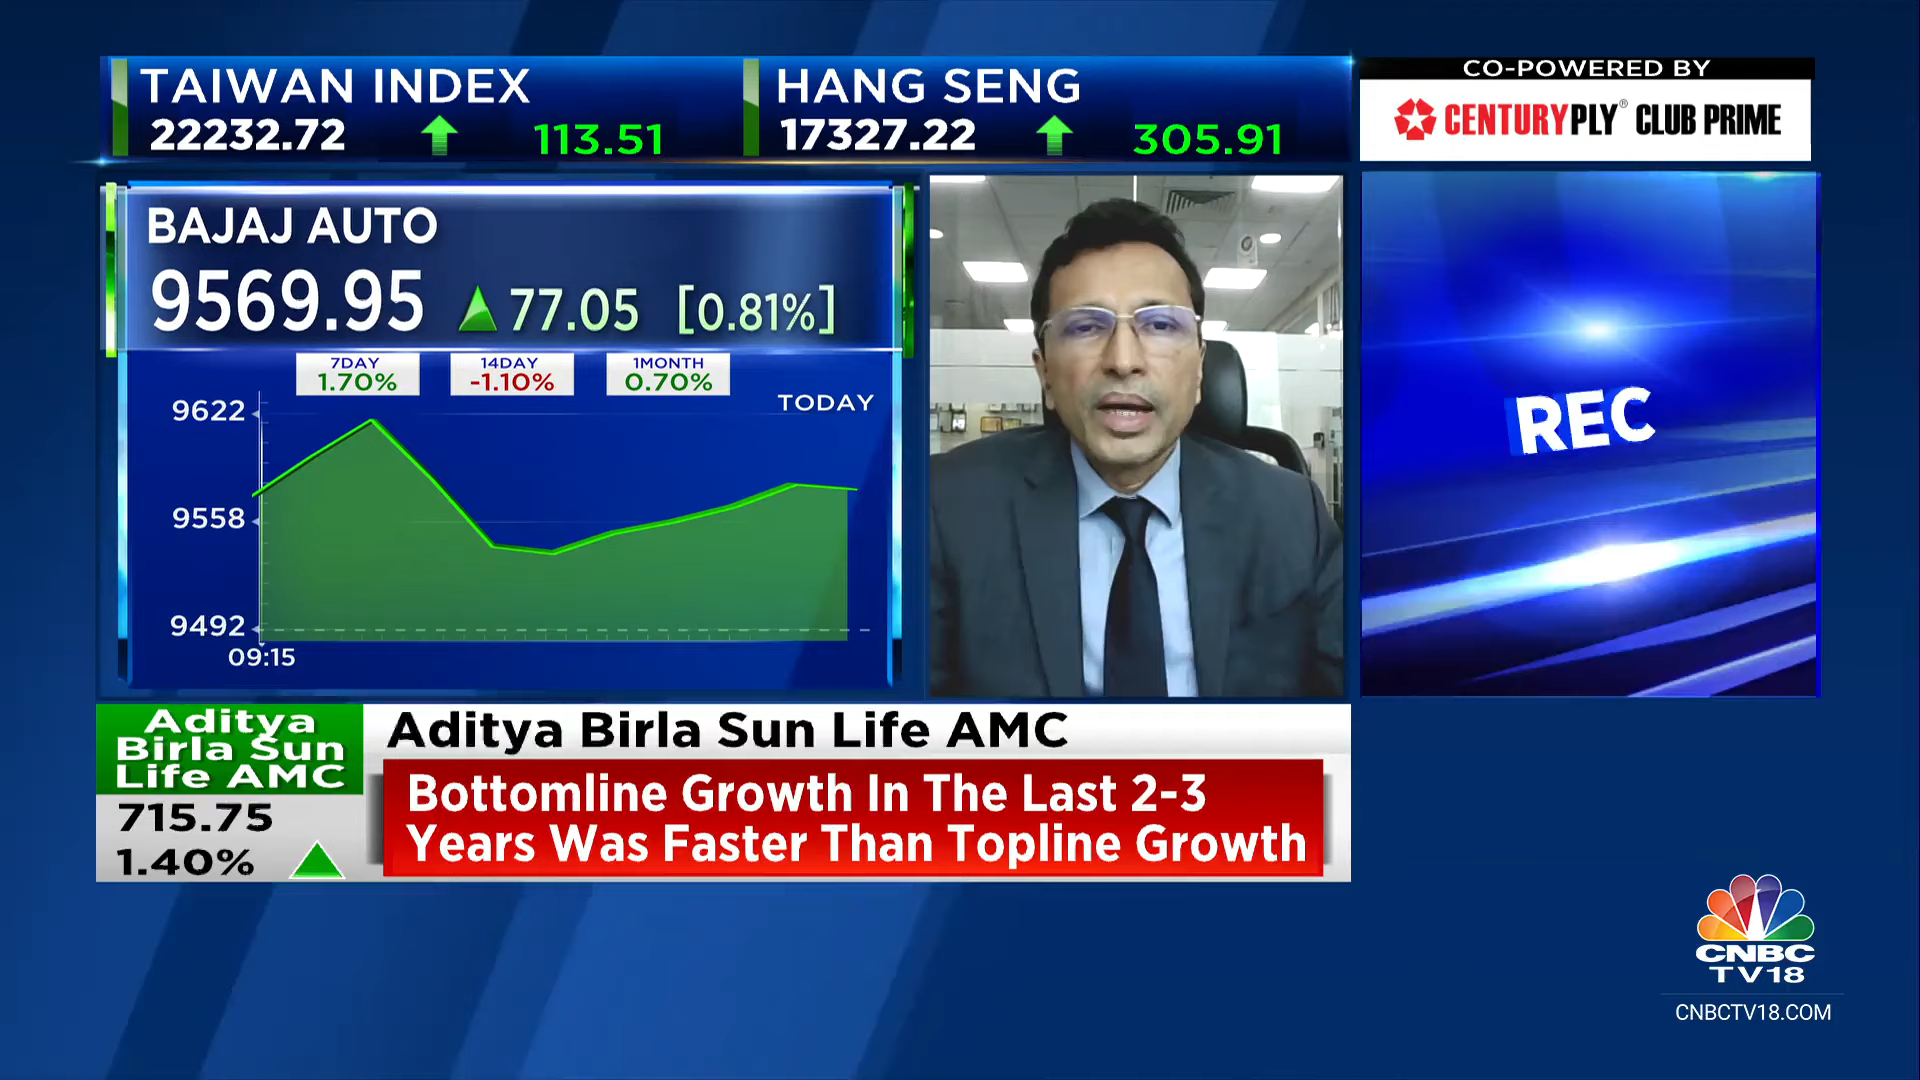 TAIWAN INDEX
22232.72 113.51
HANG SENG
17327.22 305.91
CO-POWERED BY
CENTURYPLY® CLUB PRIME
BAJAJ AUTO
9569.95 77.05 [0.81%]
7DAY
1.70%
14DAY
-1.10%
1MONTH
0.70%
TODAY
9622
9558
9492
09:15
REC
Aditya
Birla Sun
Life AMC
715.75
1.40%
Aditya Birla Sun Life AMC
Bottomline Growth In The Last 2-3
Years Was Faster Than Topline Growth
CNBC
TV18
CNBCTV18.COM